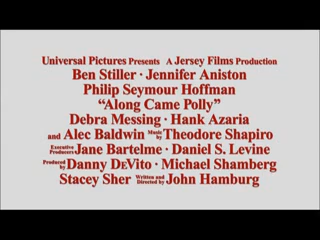 Universal Pictures Presents A Jersey Films Production
Ben Stiller · Jennifer Aniston
Philip Seymour Hoffman
"Along Came Polly"
Debra Messing · Hank Azaria
and Alec Baldwin Music by Theodore Shapiro
Executive Producers Jane Bartelme · Daniel S. Levine
Produced by Danny DeVito · Michael Shamberg
Stacey Sher Written and Directed by John Hamburg